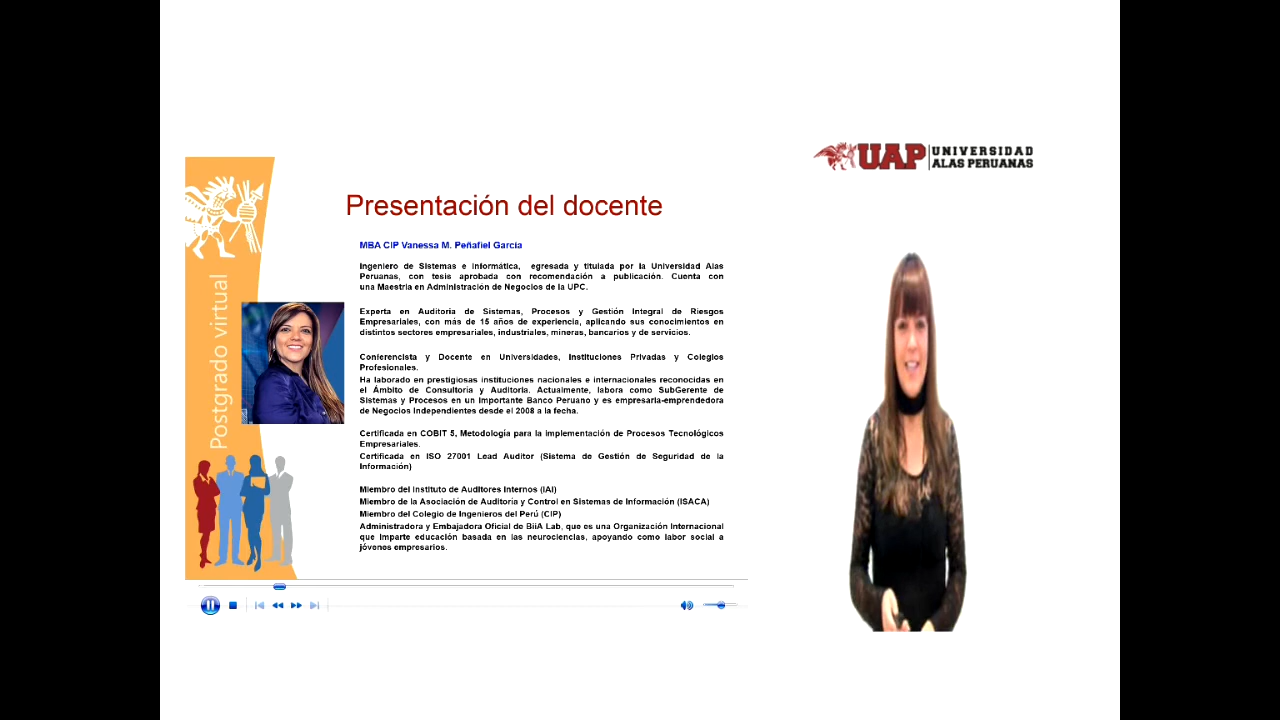 UAP UNIVERSIDAD
ALAS PERUANAS
Presentación del docente
MBA CIP Vanessa M. Peñafiel García
Ingeniero de Sistemas e informática, egresada y titulada por la Universidad Alas
Peruanas, con tesis aprobada con recomendación a publicación. Cuenta con
una Maestría en Administración de Negocios de la UPC.
Experta en Auditoría de Sistemas, Procesos y Gestión Integral de Riesgos
Empresariales, con más de 15 años de experiencia, aplicando sus conocimientos en
distintos sectores empresariales, industriales, mineras, bancarios y de servicios.
Conferencista y Docente en Universidades, Instituciones Privadas y Colegios
Profesionales.
Ha laborado en prestigiosas instituciones nacionales e internacionales reconocidas en
el Ámbito de Consultoría y Auditoría. Actualmente, labora como SubGerente de
Sistemas y Procesos en un importante Banco Peruano y es empresaria-emprendedora
de Negocios Independientes desde el 2008 a la fecha.
Certificada en COBIT 5, Metodología para la implementación de Procesos Tecnológicos
Empresariales.
Certificada en ISO 27001 Lead Auditor (Sistema de Gestión de Seguridad de la
Información)
Miembro del Instituto de Auditores Internos (IAI)
Miembro de la Asociación de Auditoría y Control en Sistemas de Información (ISACA)
Miembro del Colegio de Ingenieros del Perú (CIP)
Administradora y Embajadora Oficial de BiiA Lab, que es una Organización Internacional
que imparte educación basada en las neurociencias, apoyando como labor social a
jóvenes empresarios.
Postgrado virtual